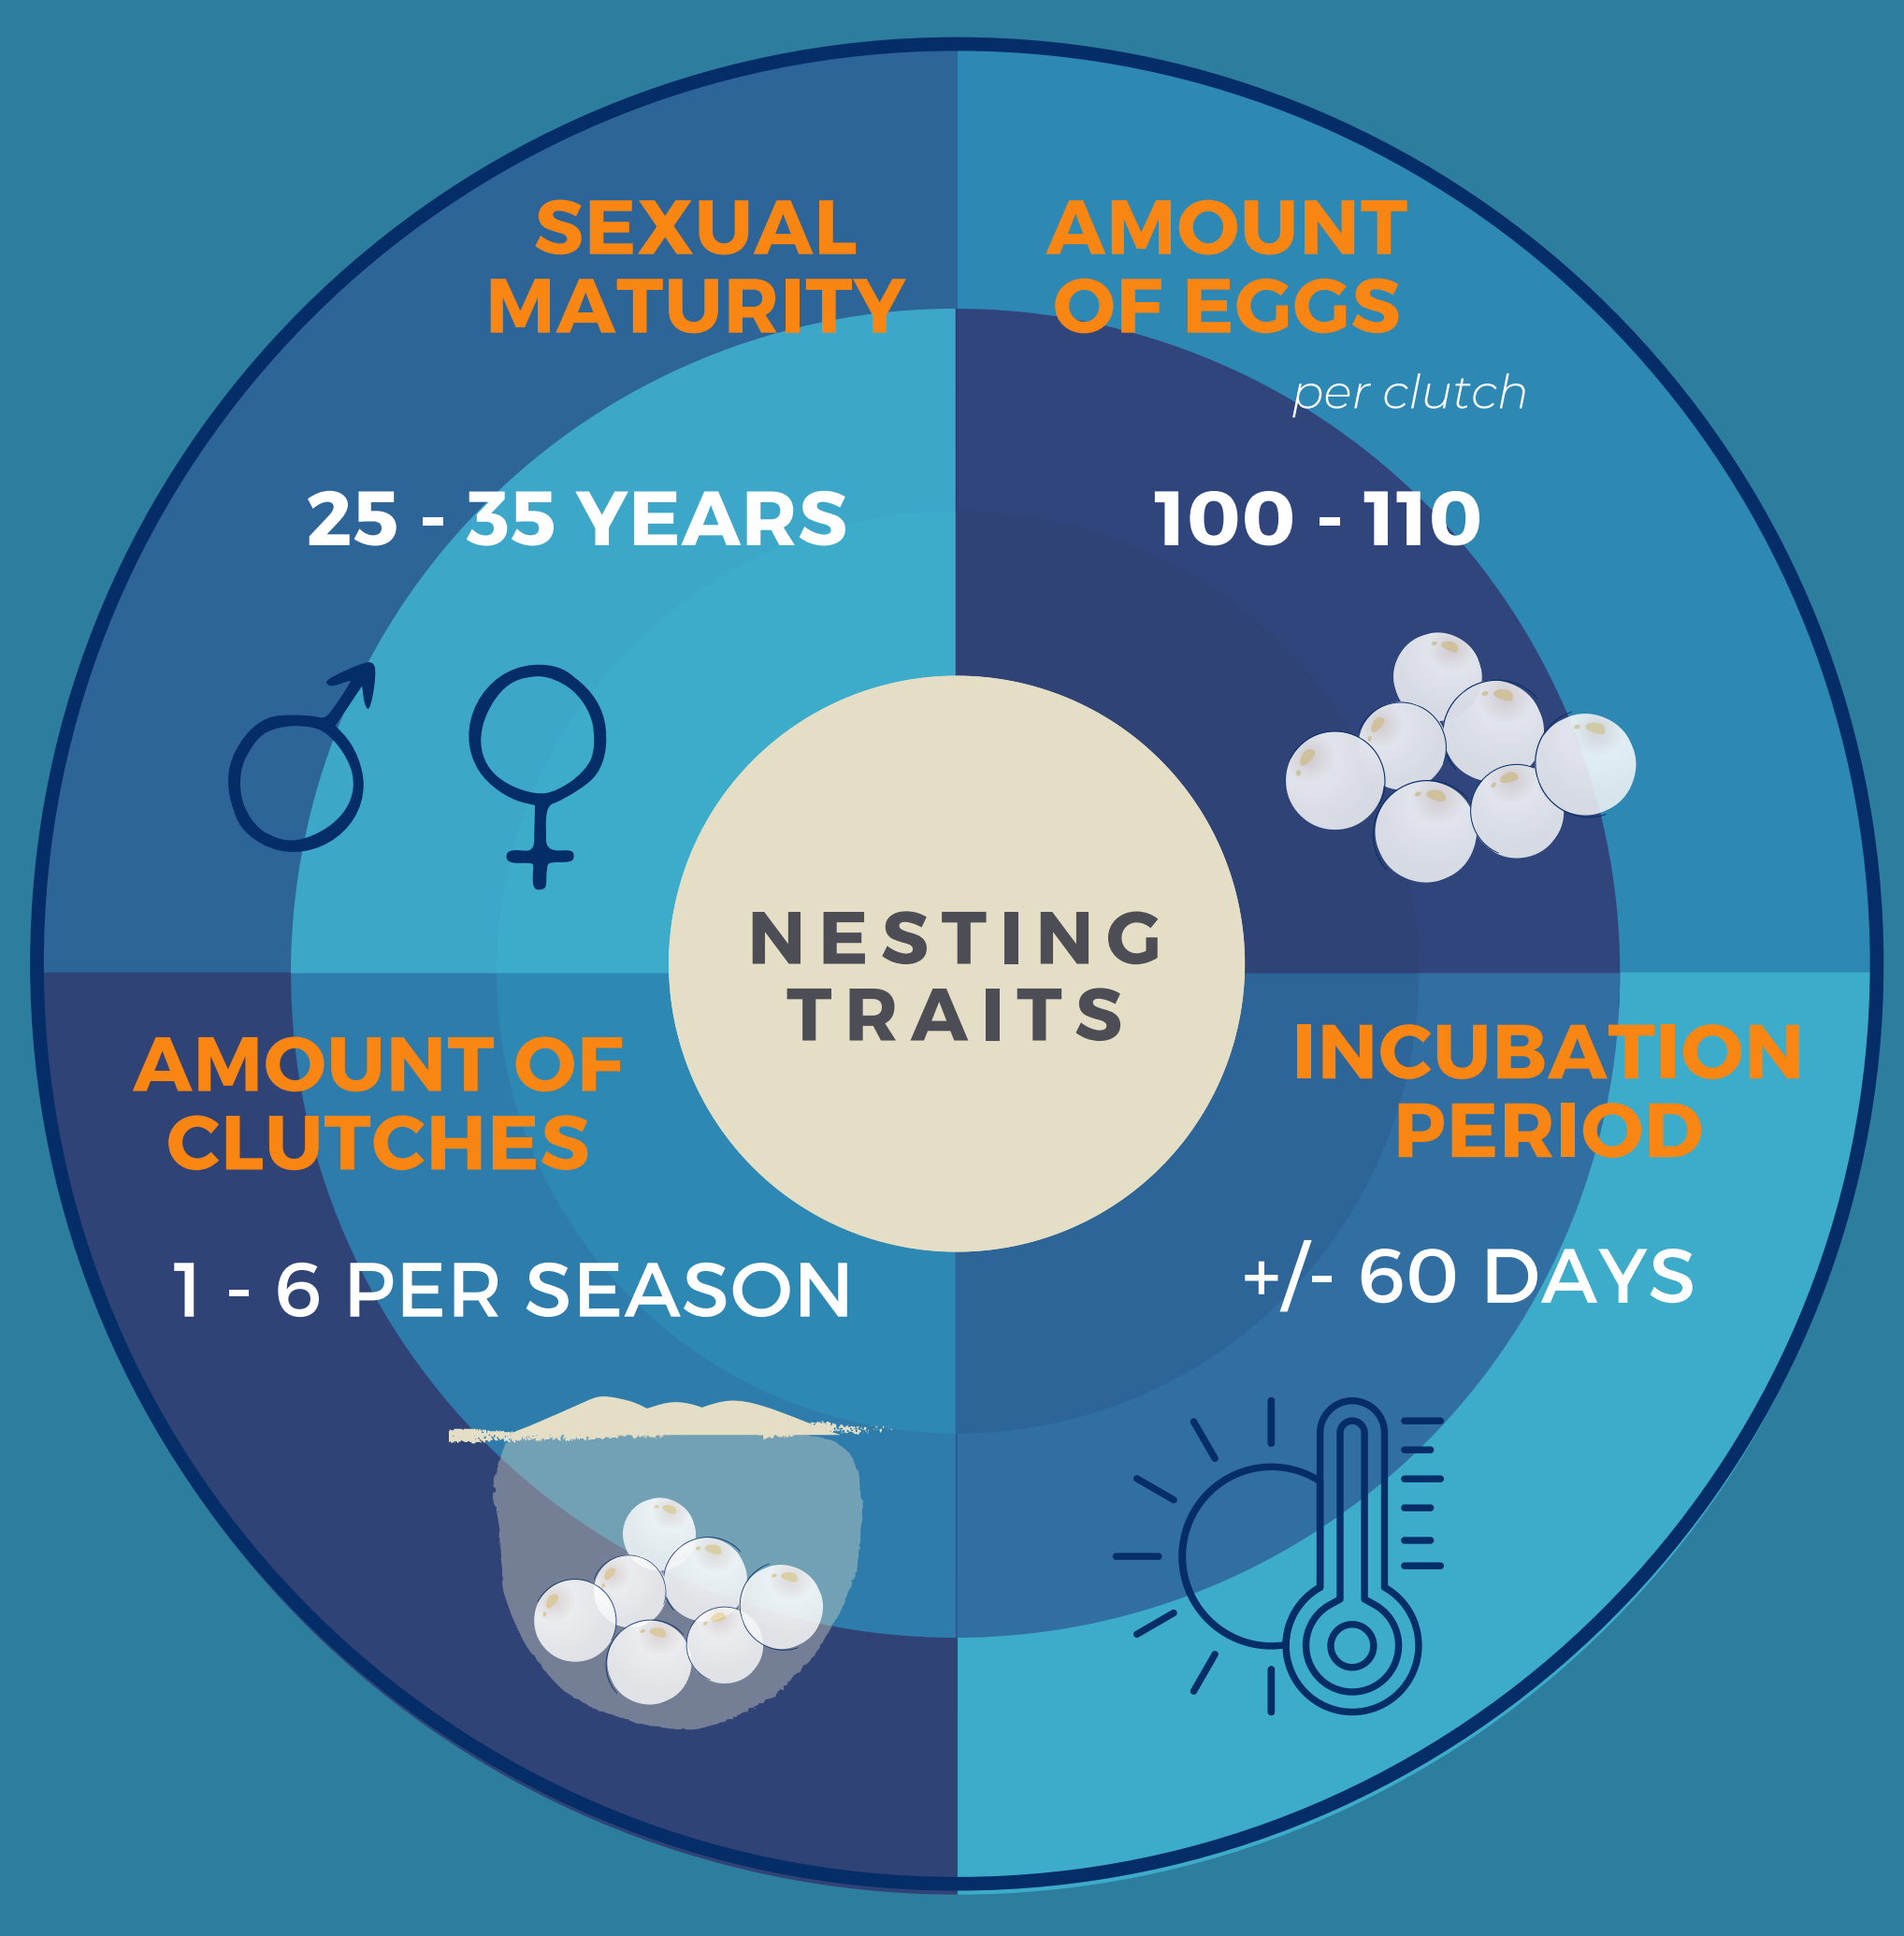 SEXUAL
MATURITY
25 - 35 YEARS
AMOUNT
OF EGGS
per clutch
100 - 110
NESTING
TRAITS
AMOUNT OF
CLUTCHES
1 - 6 PER SEASON
INCUBATION
PERIOD
+/- 60 DAYS